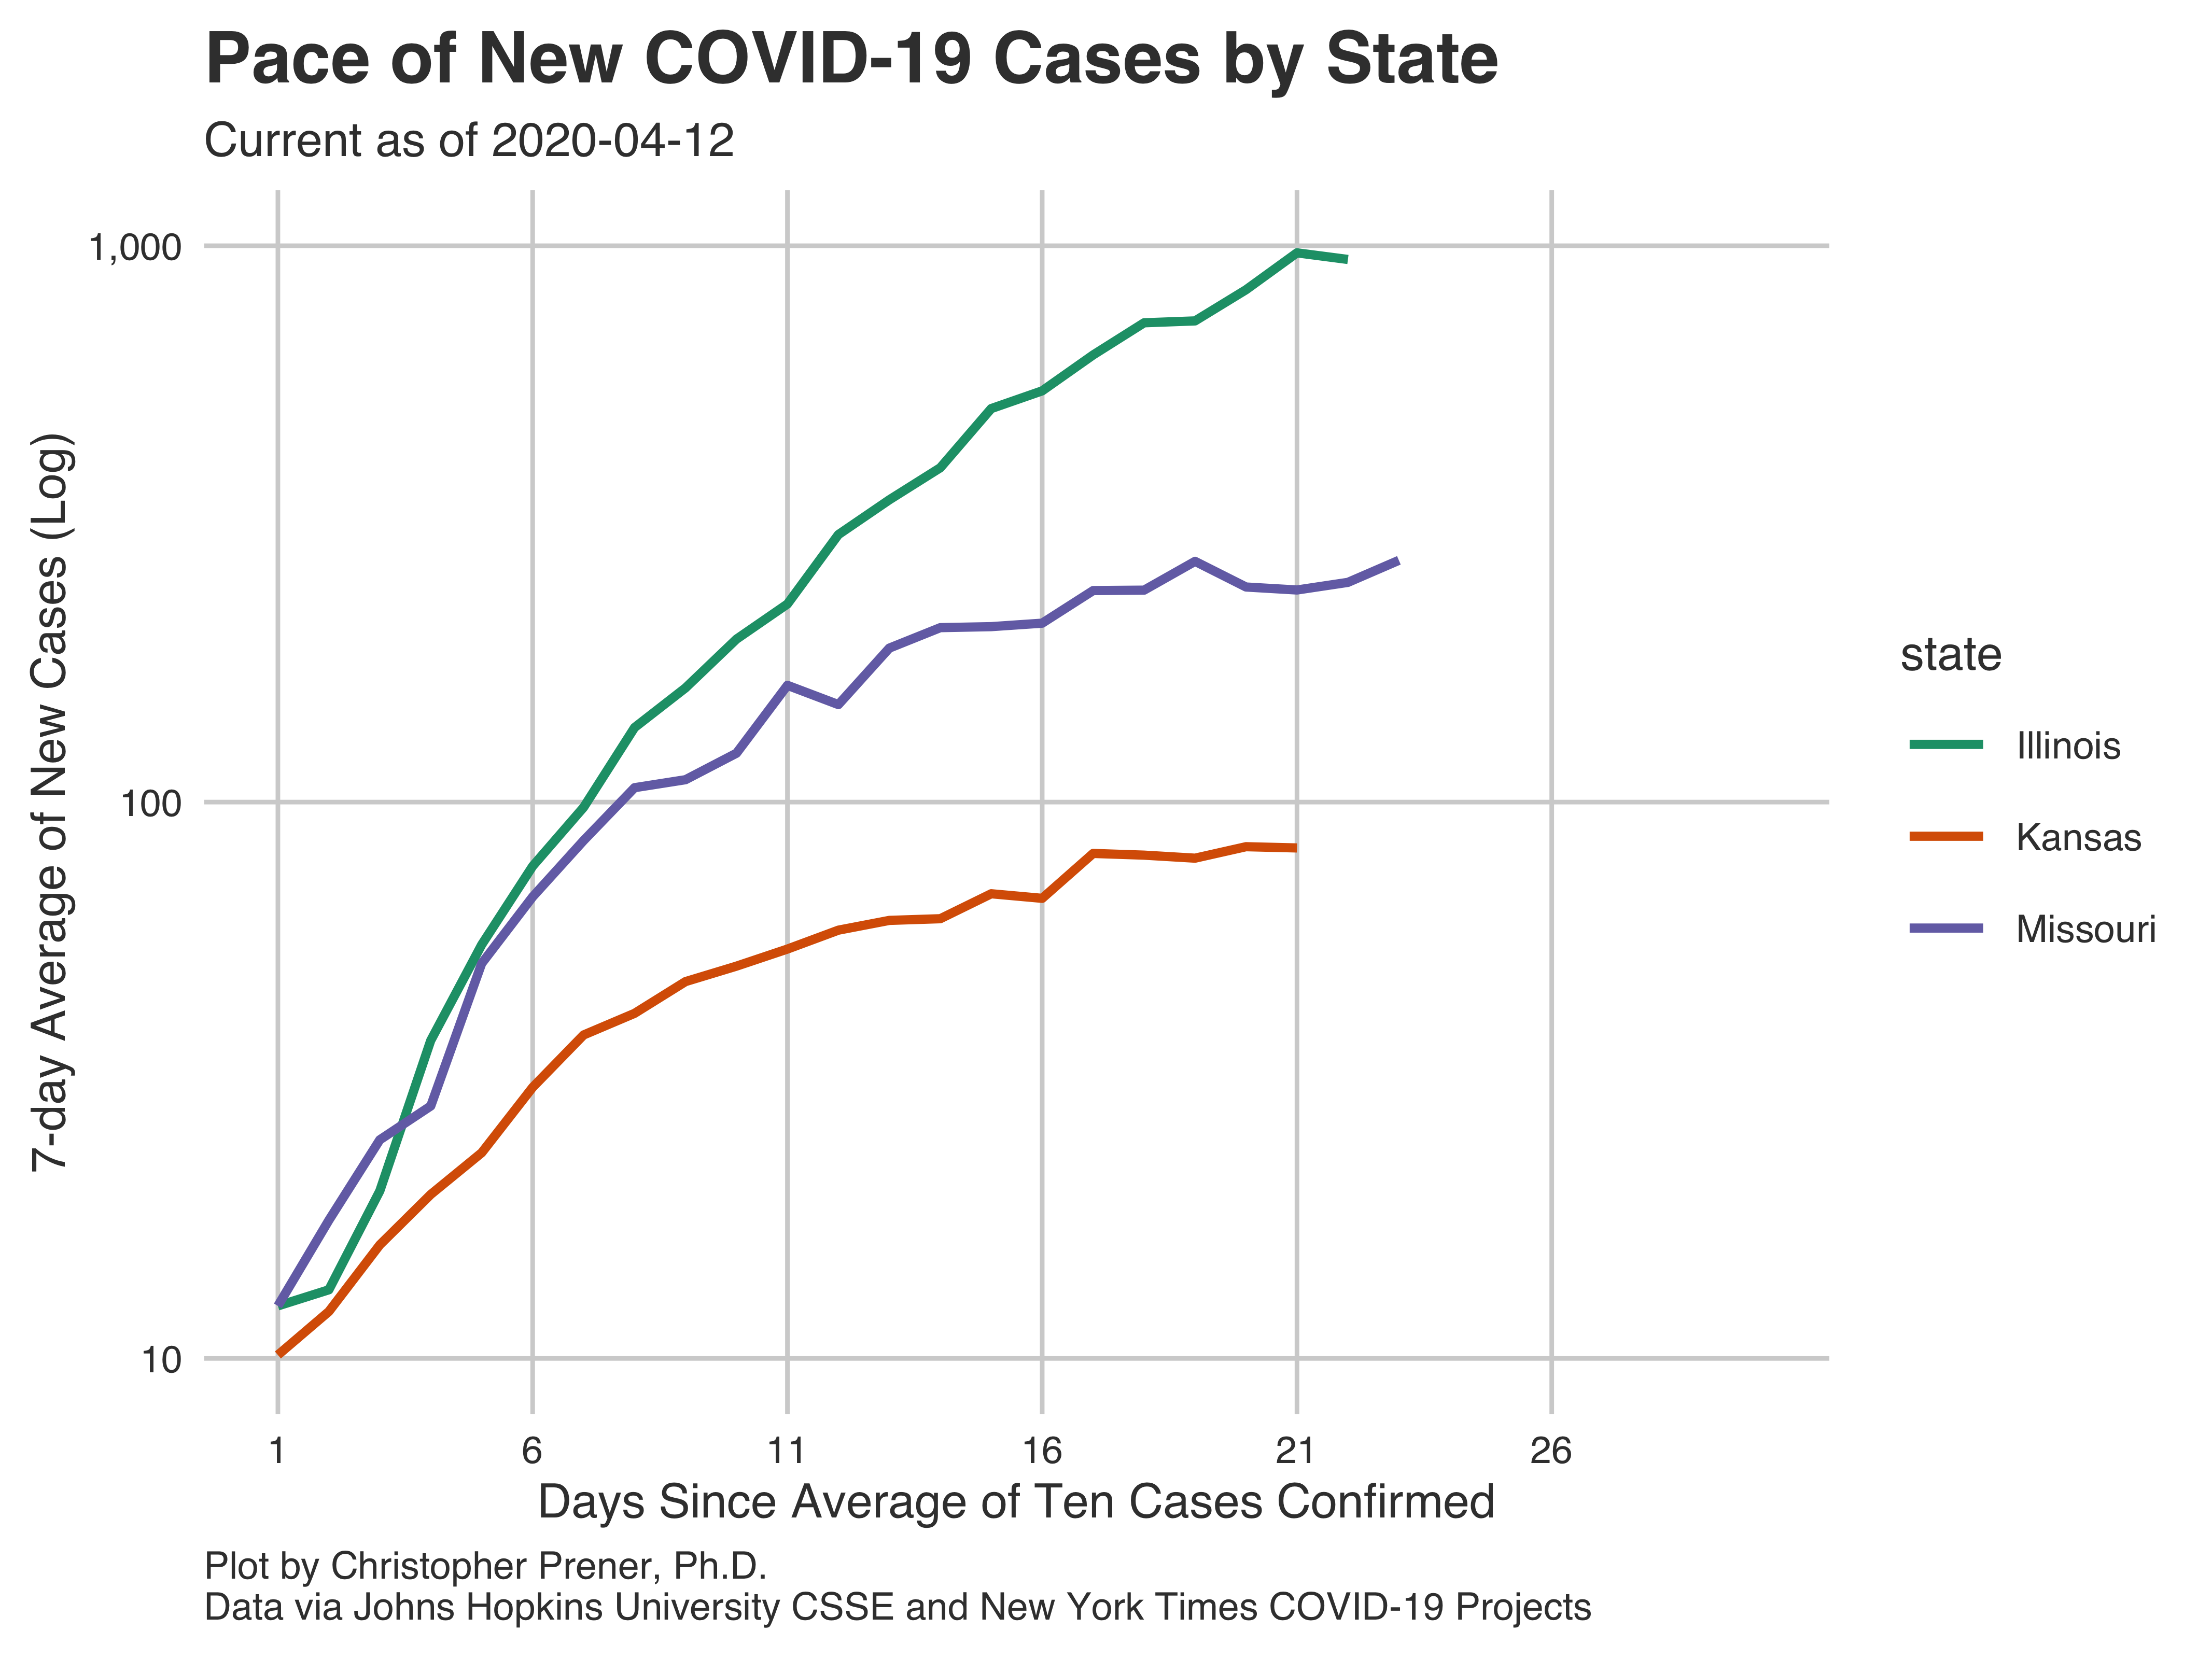 Pace of New COVID-19 Cases by State
Current as of 2020-04-12
7-day Average of New Cases (Log)
1,000
100
10
1 6 11 16 21 26
Days Since Average of Ten Cases Confirmed
state
Illinois
Kansas
Missouri
Plot by Christopher Prener, Ph.D.
Data via Johns Hopkins University CSSE and New York Times COVID-19 Projects